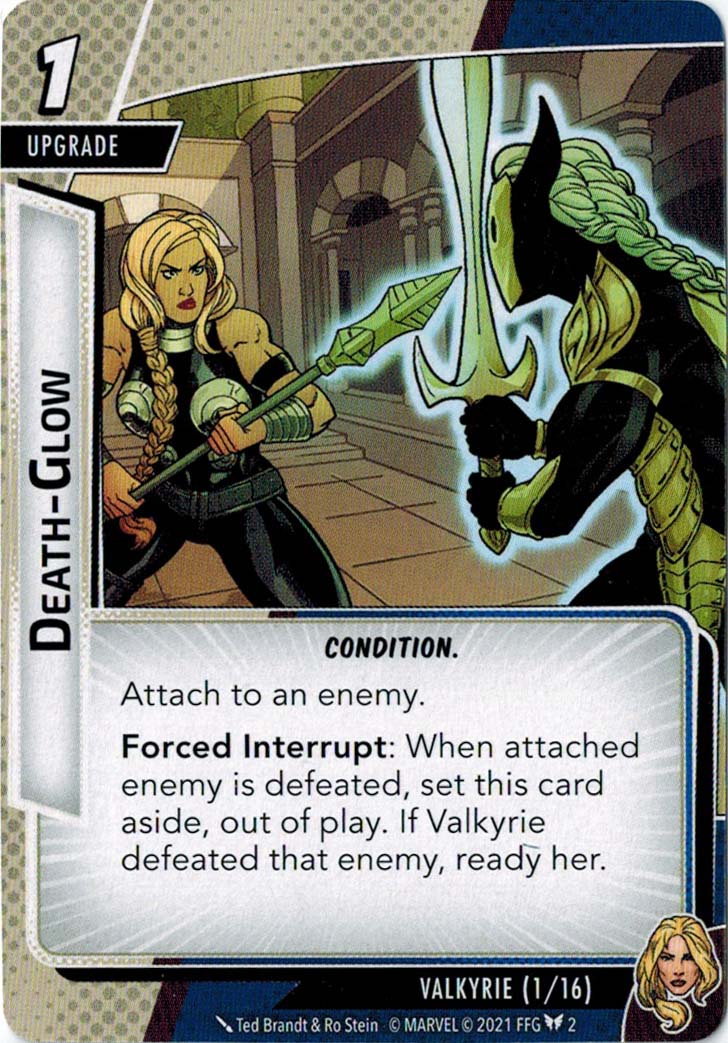 1
UPGRADE
DEATH-GLOW
CONDITION.
Attach to an enemy.
Forced Interrupt: When attached
enemy is defeated, set this card
aside, out of play. If Valkyrie
defeated that enemy, ready her.
VALKYRIE (1/16)
Ted Brandt & Ro Stein © MARVEL © 2021 FFG 2